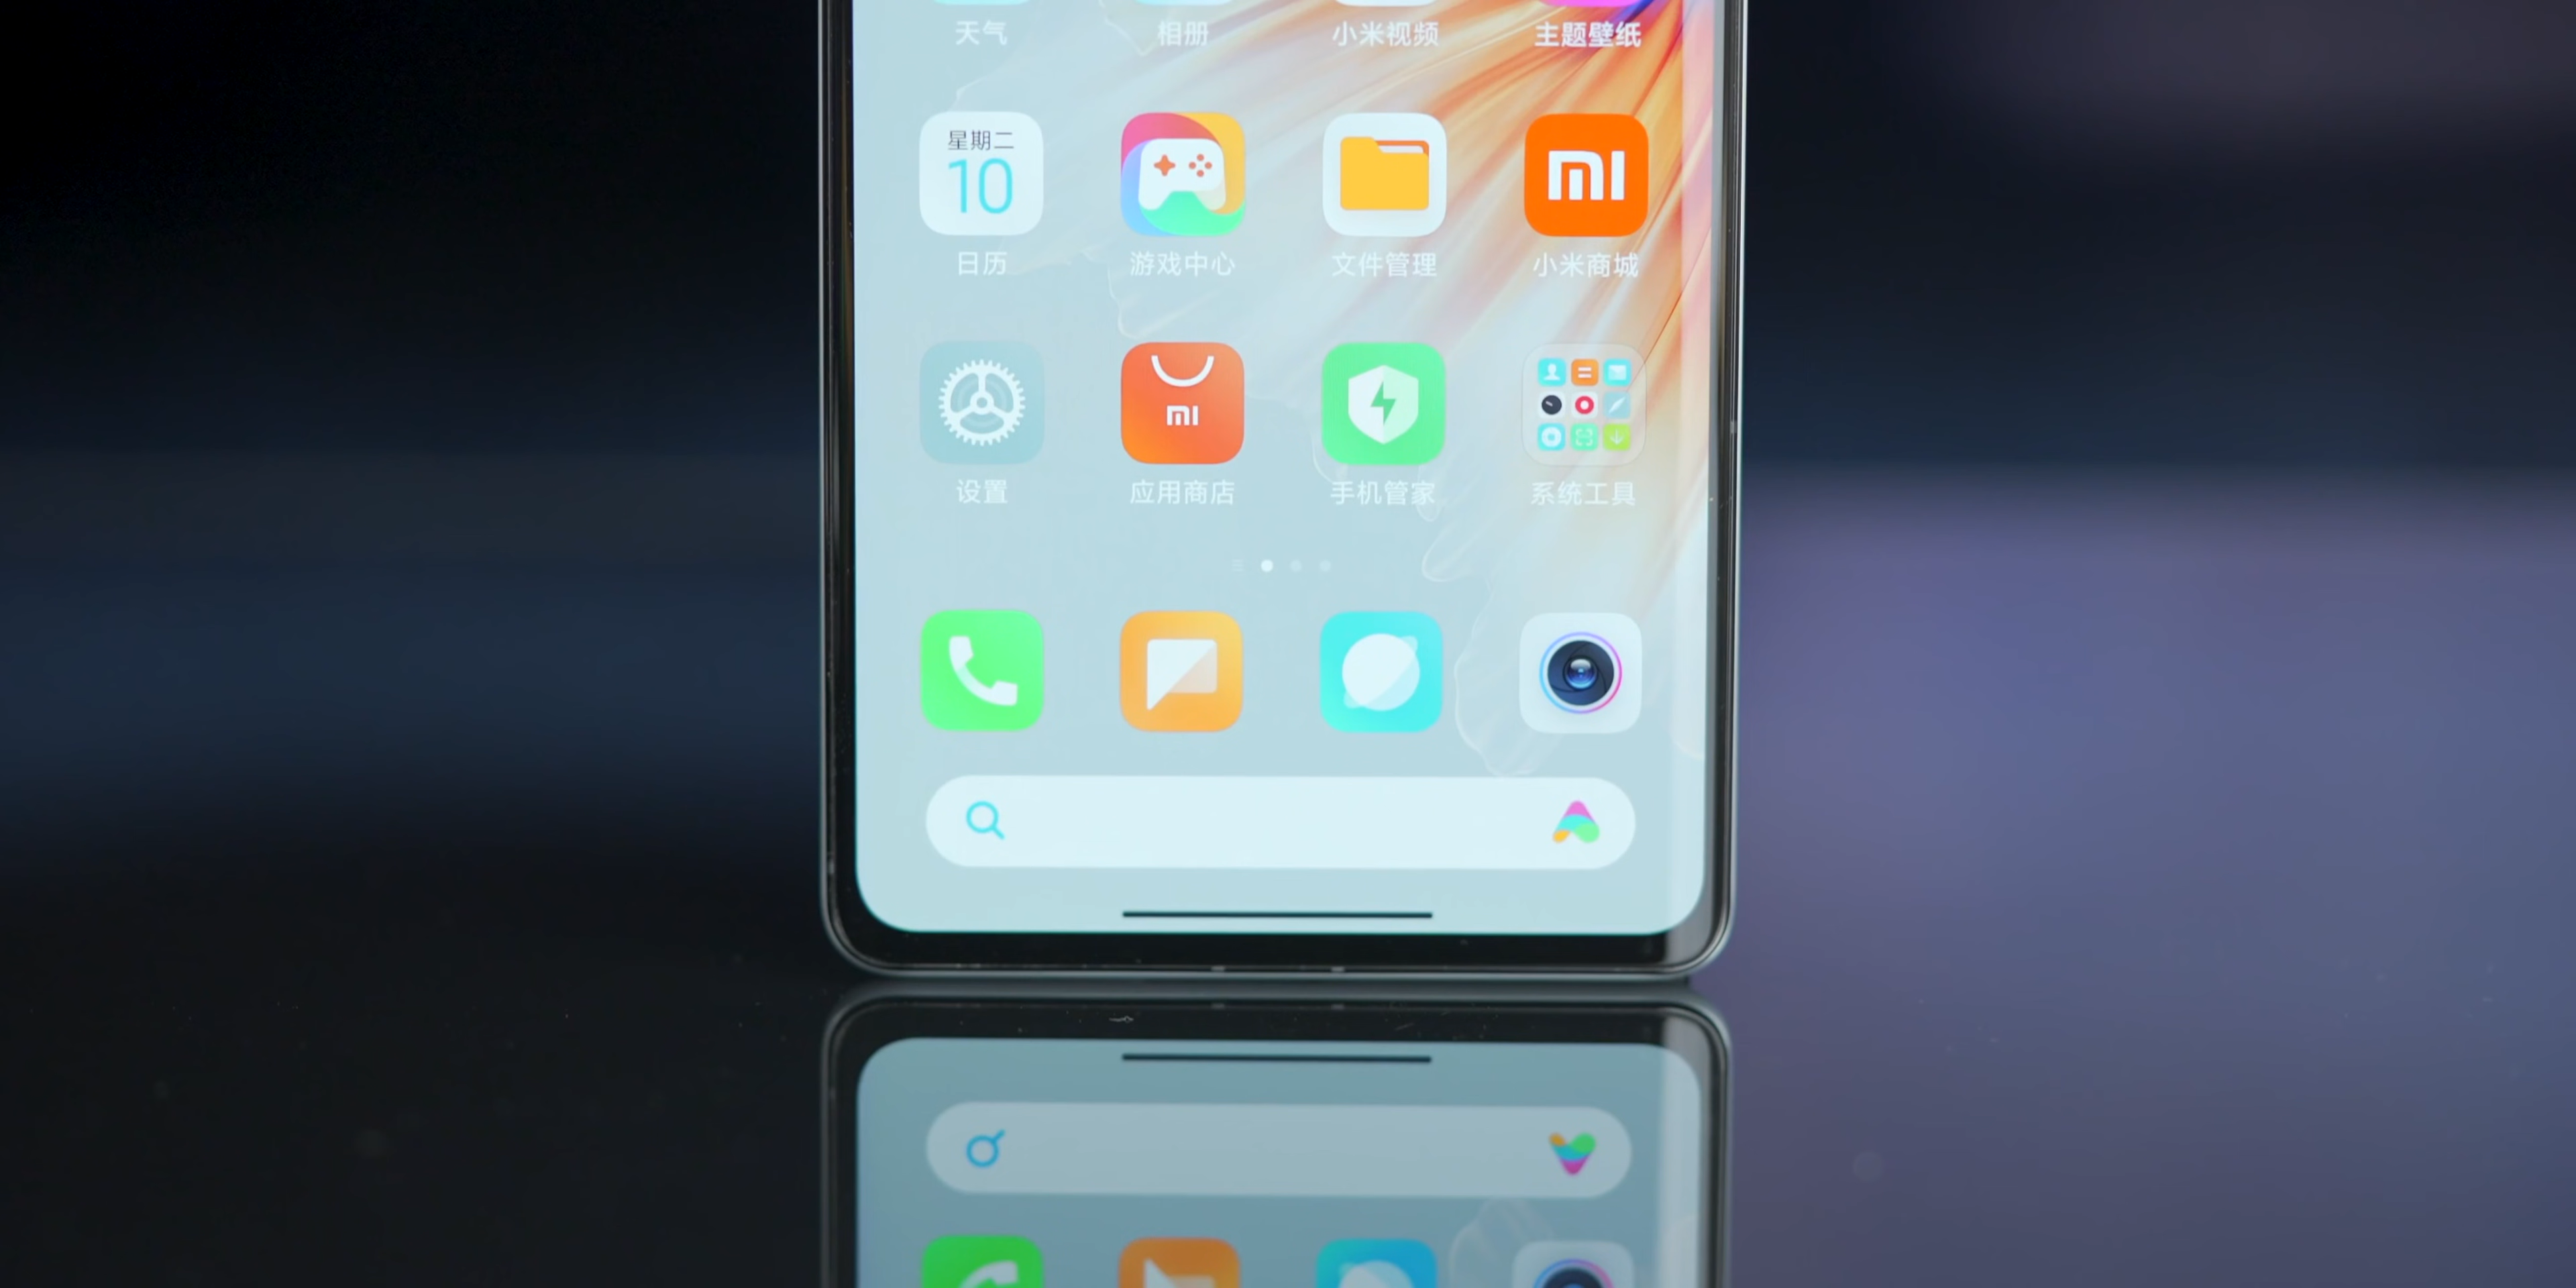 天气 相册 小米视频 主题壁纸
星期二
10
mi
日历 游戏中心 文件管理 小米商城
mi
设置 应用商店 手机管家 系统工具